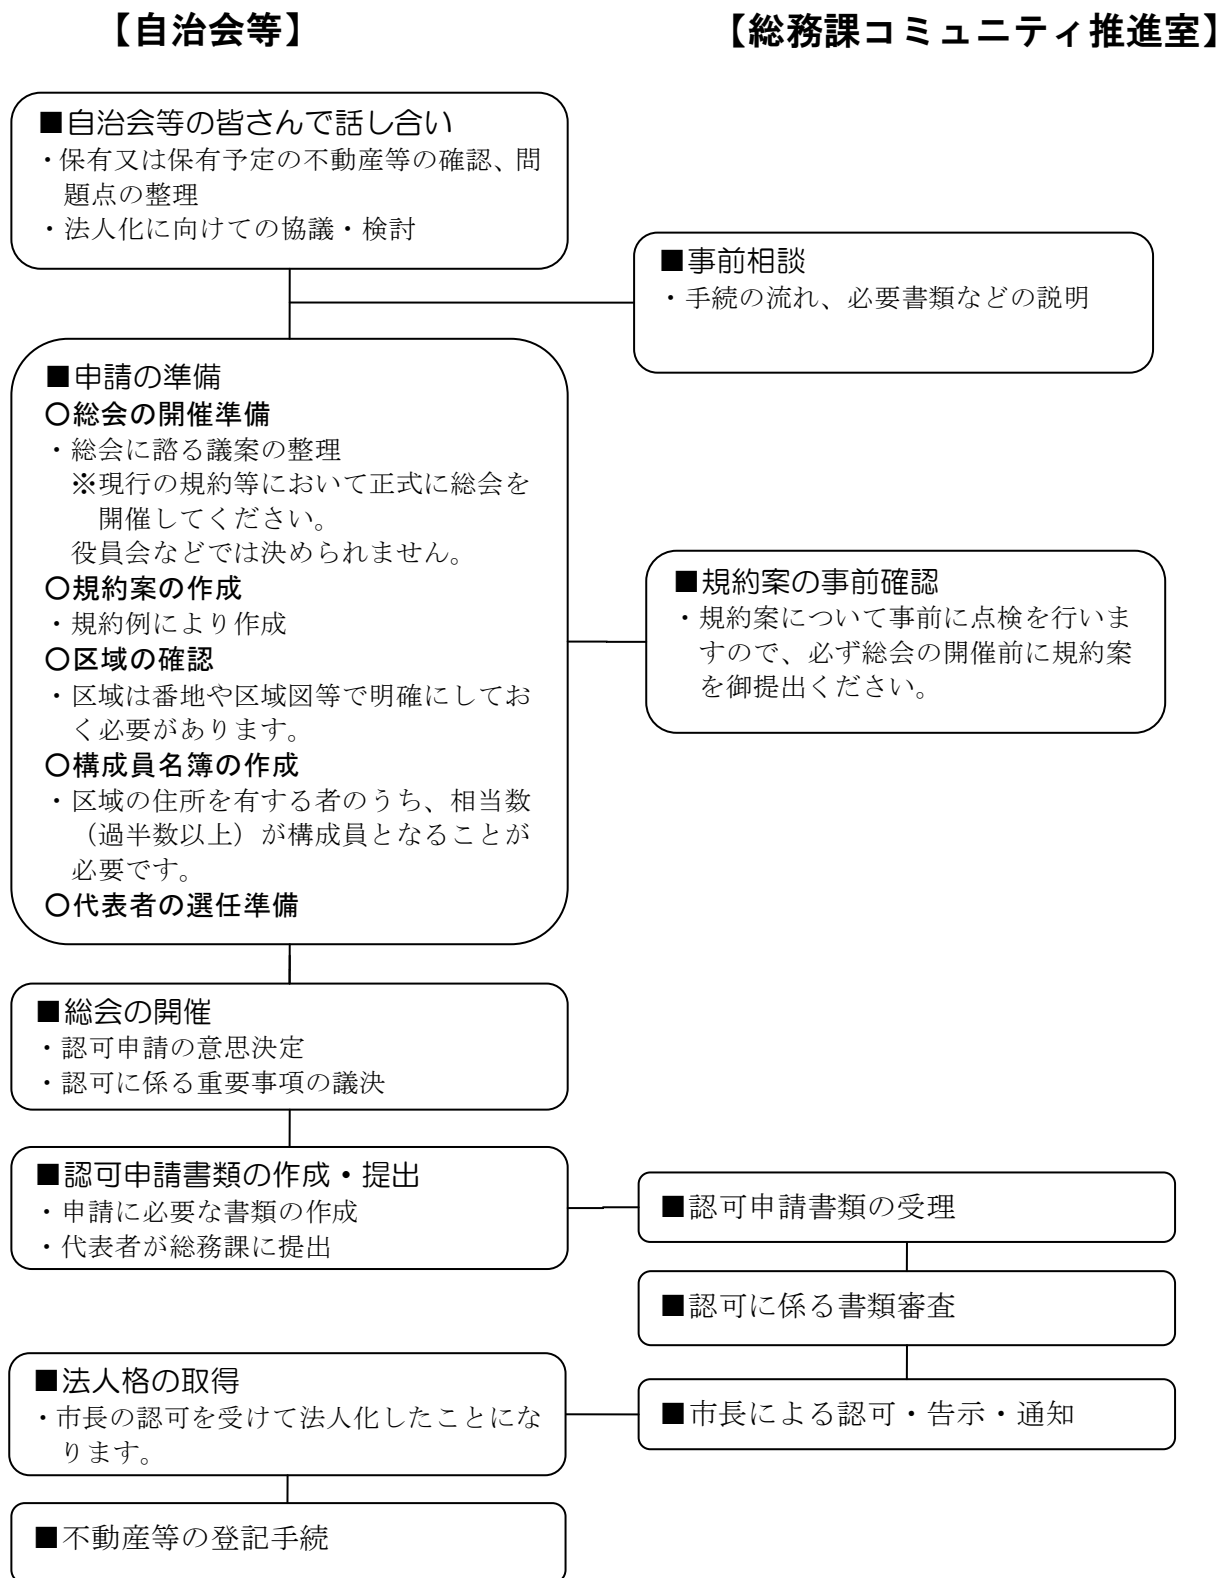 【自治会等】
【総務課コミュニティ推進室】
■自治会等の皆さんで話し合い
・保有又は保有予定の不動産等の確認、問
題点の整理
・法人化に向けての協議・検討
■事前相談
・手続の流れ、必要書類などの説明
■申請の準備
〇総会の開催準備
・総会に諮る議案の整理
※現行の規約等において正式に総会を
開催してください。
役員会などでは決められません。
〇規約案の作成
・規約例により作成
〇区域の確認
・区域は番地や区域図等で明確にしてお
く必要があります。
〇構成員名簿の作成
・区域の住所を有する者のうち、相当数
（過半数以上）が構成員となることが
必要です。
〇代表者の選任準備
■規約案の事前確認
・規約案について事前に点検を行いま
すので、必ず総会の開催前に規約案
を御提出ください。
■総会の開催
・認可申請の意思決定
・認可に係る重要事項の議決
■認可申請書類の作成・提出
・申請に必要な書類の作成
・代表者が総務課に提出
■認可申請書類の受理
■認可に係る書類審査
■市長による認可・告示・通知
■法人格の取得
・市長の認可を受けて法人化したことにな
ります。
■不動産等の登記手続